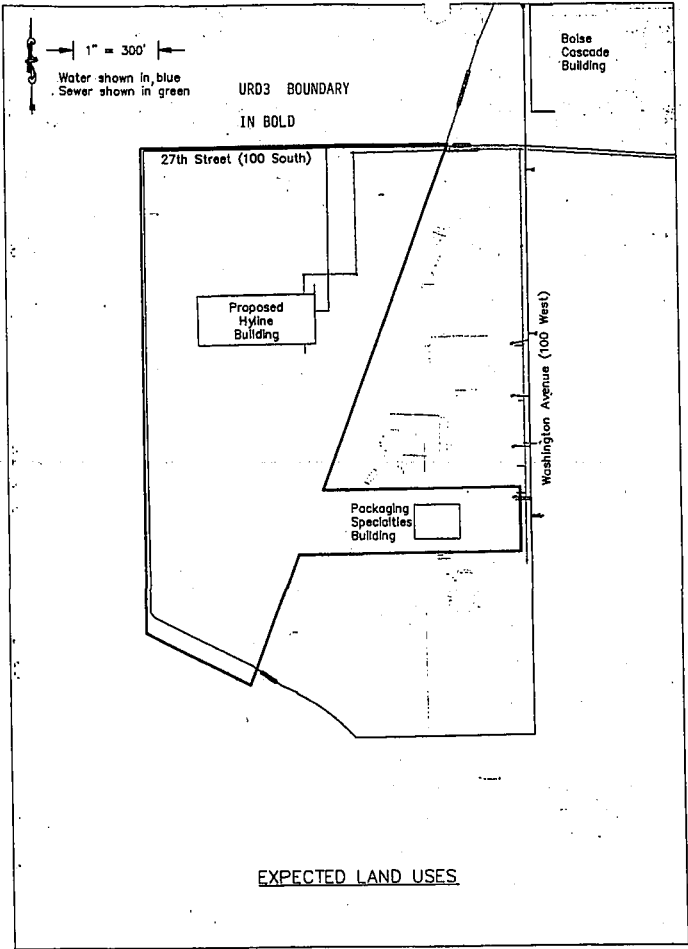 1" = 300'
Water shown in blue
Sewer shown in green
URD3 BOUNDARY
IN BOLD
Boise
Cascade
Building
27th Street (100 South)
Proposed
Hyline
Building
Washington Avenue (100 West)
Packaging
Specialties
Building
EXPECTED LAND USES